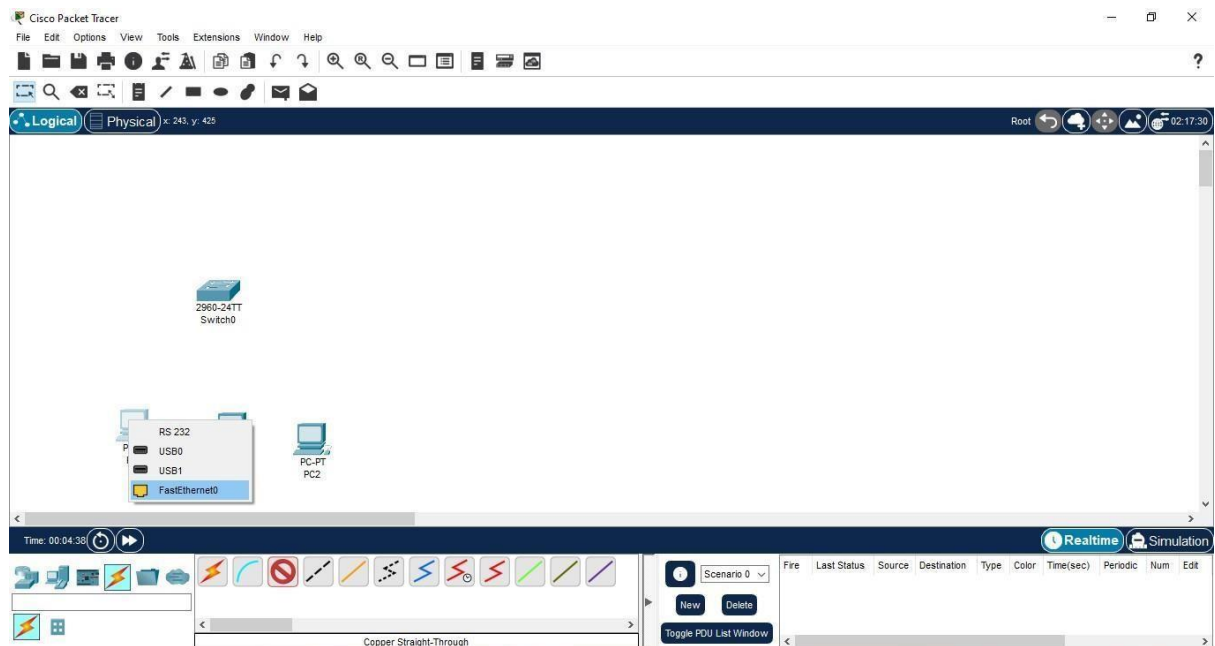 Cisco Packet Tracer
File Edit Options View Tools Extensions Window Help
?
Logical Physical x: 243, y: 425 Root 02:17:30
2960-24TT
Switch0
RS 232
USB0
USB1
FastEthernet0
PC-PT
PC2
Time: 00:04:38 Realtime Simulation
Scenario 0
Fire Last Status Source Destination Type Color Time(sec) Periodic Num Edit
New Delete
Toggle PDU List Window
Copper Straight-Through